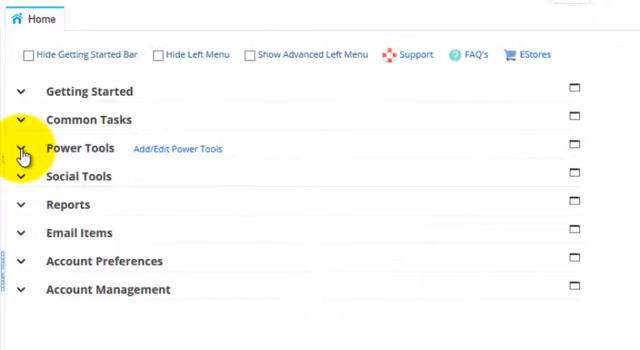 Home
Hide Getting Started Bar Hide Left Menu Show Advanced Left Menu Support FAQ's EStores
Getting Started
Common Tasks
Power Tools Add/Edit Power Tools
Social Tools
Reports
Email Items
Account Preferences
Account Management